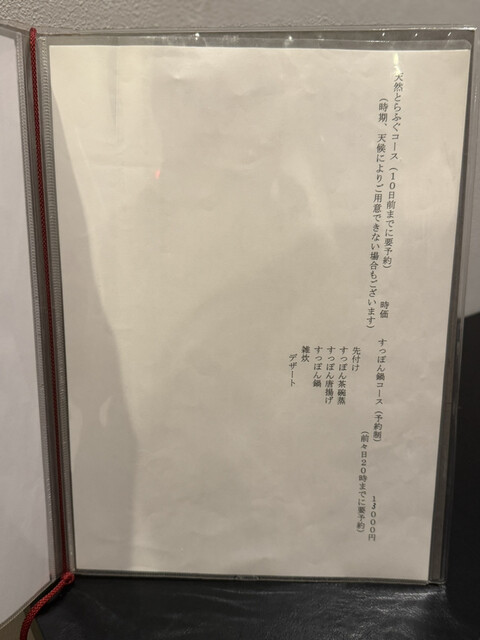 天然とらふぐコース（１０日前までに要予約）　時価
（時期、天候によりご用意できない場合もございます）
すっぽん鍋コース（予約制）　１３０００円
（前々日２０時までに要予約）
先付け
すっぽん茶碗蒸
すっぽん唐揚げ
すっぽん鍋
雑炊
デザート